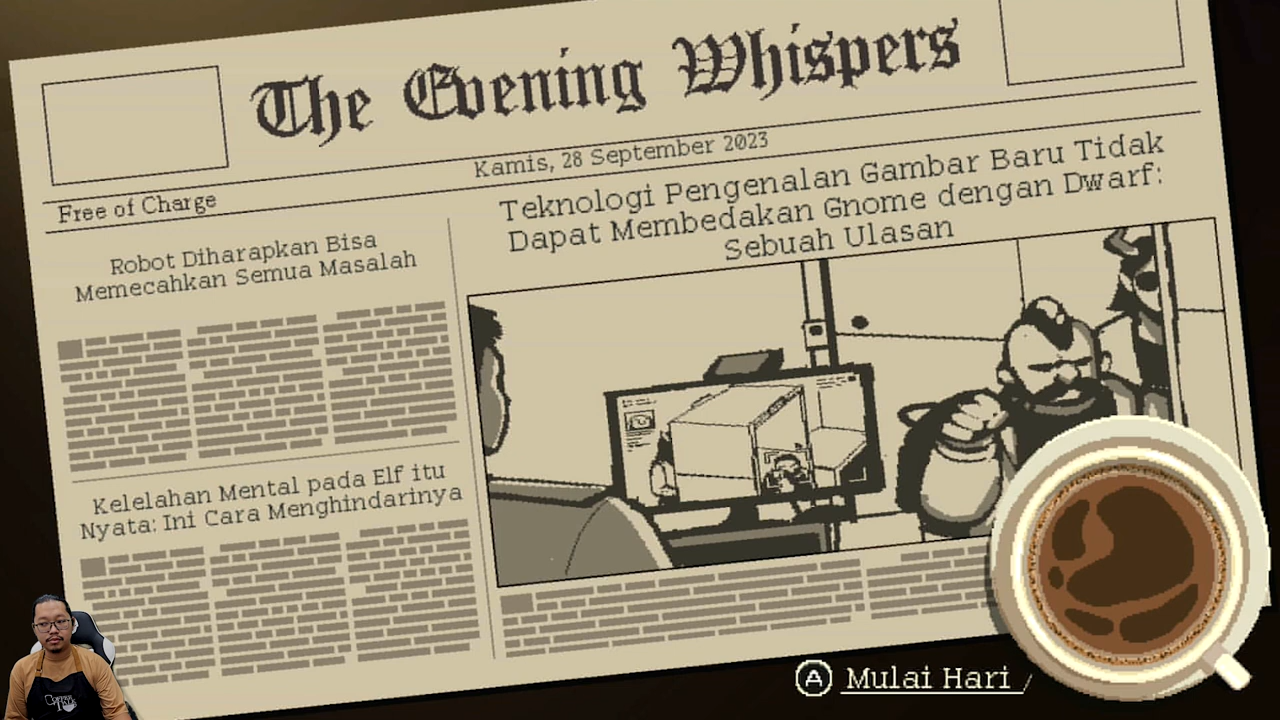 The Evening Whispers
Kamis, 28 September 2023
Free of Charge
Robot Diharapkan Bisa
Memecahkan Semua Masalah
Kelelahan Mental pada Elf itu
Nyata: Ini Cara Menghindarinya
Teknologi Pengenalan Gambar Baru Tidak
Dapat Membedakan Gnome dengan Dwarf:
Sebuah Ulasan
A Mulai Hari